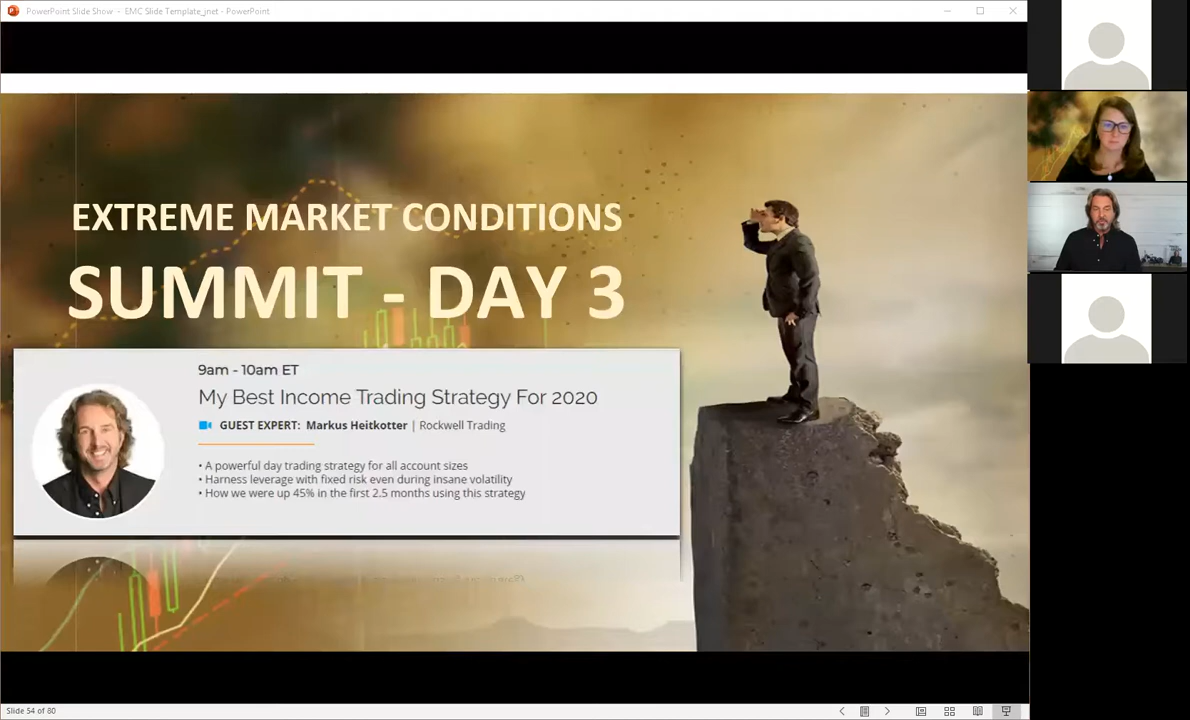 PowerPoint Slide Show - EMC Slide Template_jnet - PowerPoint
EXTREME MARKET CONDITIONS
SUMMIT - DAY 3
9am - 10am ET
My Best Income Trading Strategy For 2020
GUEST EXPERT: Markus Heitkotter | Rockwell Trading
• A powerful day trading strategy for all account sizes
• Harness leverage with fixed risk even during insane volatility
• How we were up 45% in the first 2.5 months using this strategy
Slide 54 of 80